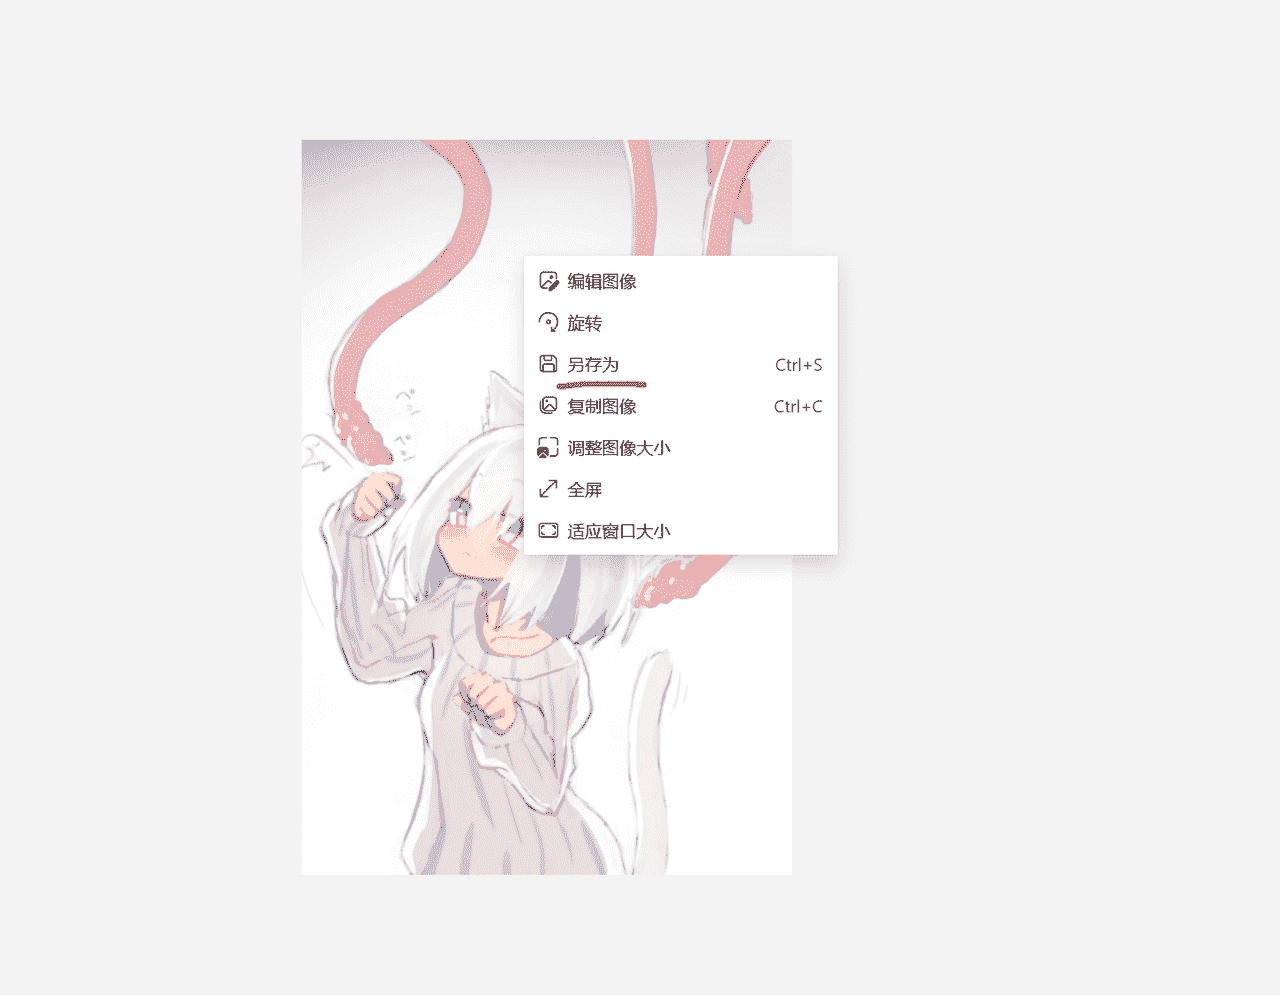 编辑图像
旋转
另存为 Ctrl+S
复制图像 Ctrl+C
调整图像大小
全屏
适应窗口大小